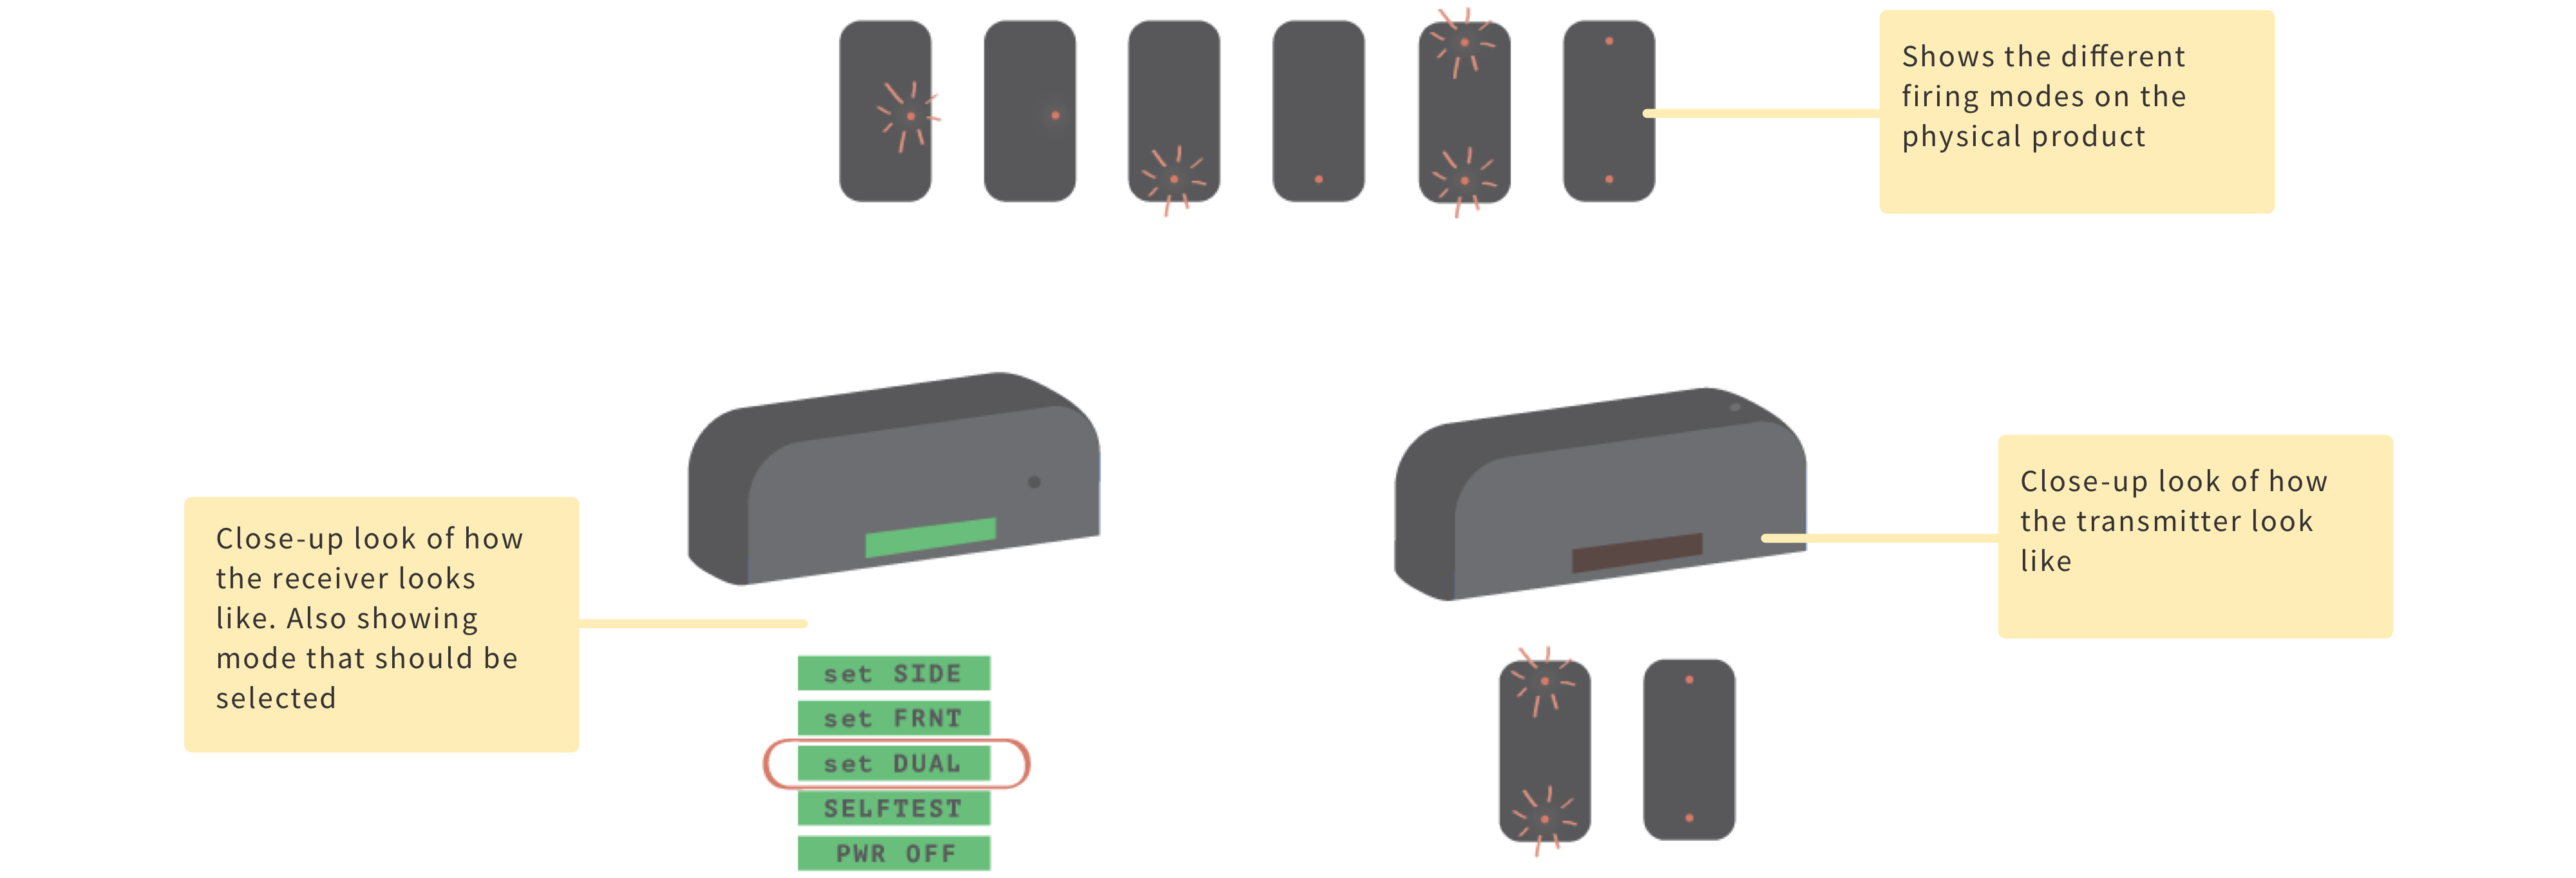 Shows the different
firing modes on the
physical product
Close-up look of how
the receiver looks
like. Also showing
mode that should be
selected
Close-up look of how
the transmitter look
like
set SIDE
set FRNT
set DUAL
SELFTEST
PWR OFF